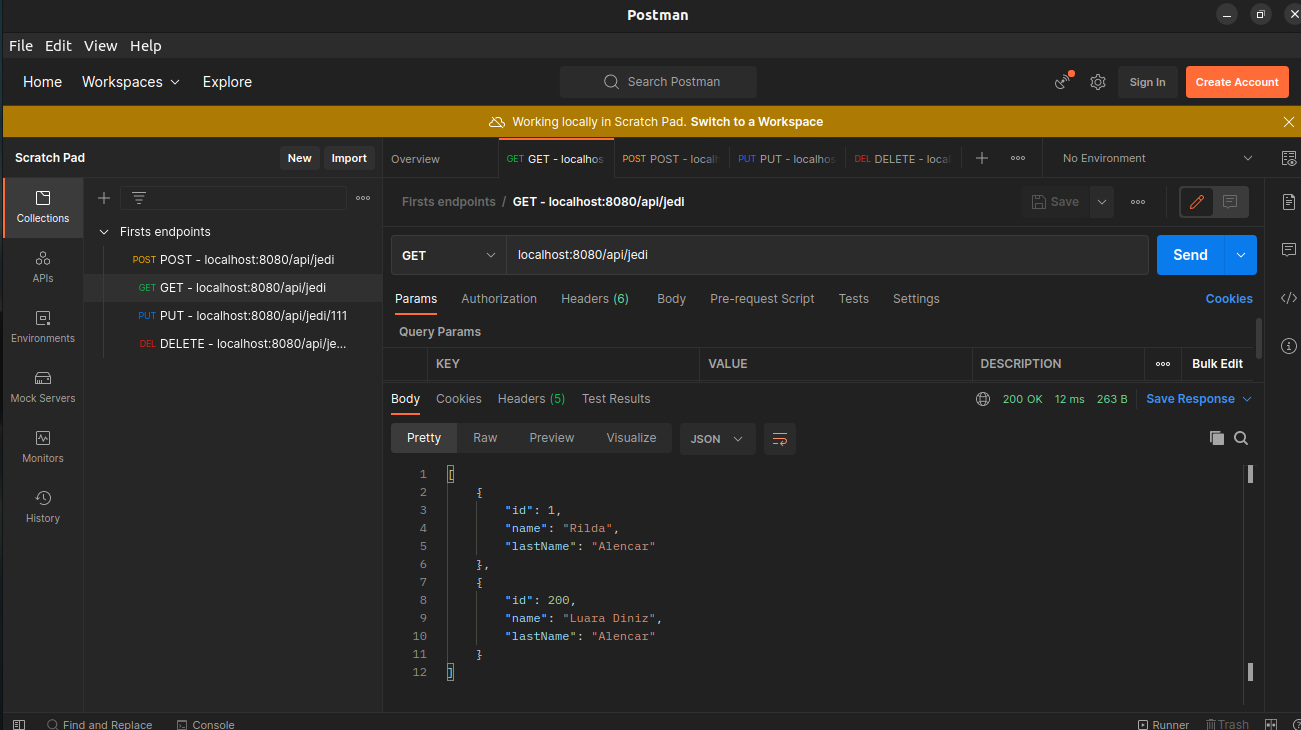 Postman
File Edit View Help
Home Workspaces Explore Search Postman Sign In Create Account
Working locally in Scratch Pad. Switch to a Workspace
Scratch Pad New Import
Overview GET GET - localhos POST POST - localh PUT PUT - localhos DEL DELETE - local No Environment
Collections
APIs
Environments
Mock Servers
Monitors
History
Firsts endpoints
POST POST - localhost:8080/api/jedi
GET GET - localhost:8080/api/jedi
PUT PUT - localhost:8080/api/jedi/111
DEL DELETE - localhost:8080/api/je...
Firsts endpoints / GET - localhost:8080/api/jedi Save
GET localhost:8080/api/jedi Send
Params Authorization Headers (6) Body Pre-request Script Tests Settings Cookies
Query Params
KEY VALUE DESCRIPTION Bulk Edit
Body Cookies Headers (5) Test Results 200 OK 12 ms 263 B Save Response
Pretty Raw Preview Visualize JSON
1 [
2 {
3 "id": 1,
4 "name": "Rilda",
5 "lastName": "Alencar"
6 },
7 {
8 "id": 200,
9 "name": "Luara Diniz",
10 "lastName": "Alencar"
11 }
12 ]
Find and Replace Console Runner Trash